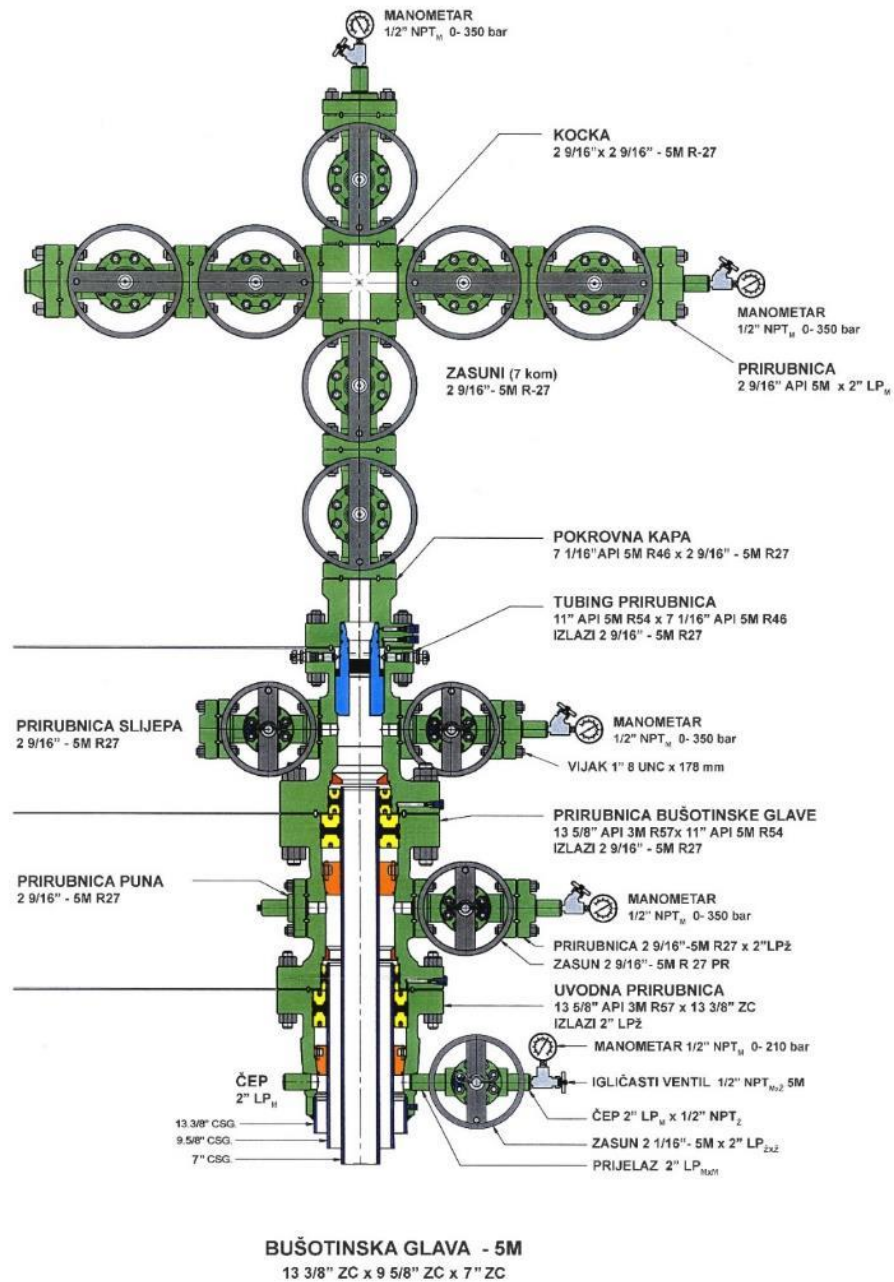 MANOMETAR
1/2" NPTM 0- 350 bar
KOCKA
2 9/16" x 2 9/16" - 5M R-27
MANOMETAR
1/2" NPTM 0- 350 bar
PRIRUBNICA
2 9/16" API 5M x 2" LPM
ZASUNI (7 kom)
2 9/16"- 5M R-27
POKROVNA KAPA
7 1/16" API 5M R46 x 2 9/16" - 5M R27
TUBING PRIRUBNICA
11" API 5M R54 x 7 1/16" API 5M R46
IZLAZI 2 9/16" - 5M R27
PRIRUBNICA SLIJEPA
2 9/16" - 5M R27
MANOMETAR
1/2" NPTM 0- 350 bar
VIJAK 1" 8 UNC x 178 mm
PRIRUBNICA BUŠOTINSKE GLAVE
13 5/8" API 3M R57x 11" API 5M R54
IZLAZI 2 9/16" - 5M R27
PRIRUBNICA PUNA
2 9/16" - 5M R27
MANOMETAR
1/2" NPTM 0- 350 bar
PRIRUBNICA 2 9/16"-5M R27 x 2"LPž
ZASUN 2 9/16"- 5M R 27 PR
UVODNA PRIRUBNICA
13 5/8" API 3M R57 x 13 3/8" ZC
IZLAZI 2" LPž
MANOMETAR 1/2" NPTM 0- 210 bar
ČEP
2" LPM
IGLIČASTI VENTIL 1/2" NPTMxŽ 5M
ČEP 2" LPM x 1/2" NPTŽ
ZASUN 2 1/16"- 5M x 2" LPŽxŽ
PRIJELAZ 2" LPMxM
13.3/8" CSG.
9.5/8" CSG.
7" CSG.
BUŠOTINSKA GLAVA - 5M
13 3/8" ZC x 9 5/8" ZC x 7" ZC